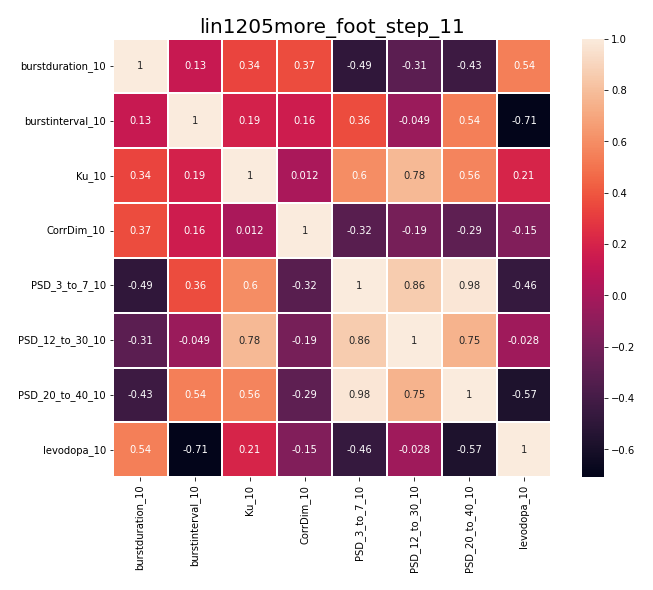 lin1205more_foot_step_11
burstduration_10 1 0.13 0.34 0.37 -0.49 -0.31 -0.43 0.54
burstinterval_10 0.13 1 0.19 0.16 0.36 -0.049 0.54 -0.71
Ku_10 0.34 0.19 1 0.012 0.6 0.78 0.56 0.21
CorrDim_10 0.37 0.16 0.012 1 -0.32 -0.19 -0.29 -0.15
PSD_3_to_7_10 -0.49 0.36 0.6 -0.32 1 0.86 0.98 -0.46
PSD_12_to_30_10 -0.31 -0.049 0.78 -0.19 0.86 1 0.75 -0.028
PSD_20_to_40_10 -0.43 0.54 0.56 -0.29 0.98 0.75 1 -0.57
levodopa_10 0.54 -0.71 0.21 -0.15 -0.46 -0.028 -0.57 1
burstduration_10
burstinterval_10
Ku_10
CorrDim_10
PSD_3_to_7_10
PSD_12_to_30_10
PSD_20_to_40_10
levodopa_10
1.0
0.8
0.6
0.4
0.2
0.0
−0.2
−0.4
−0.6